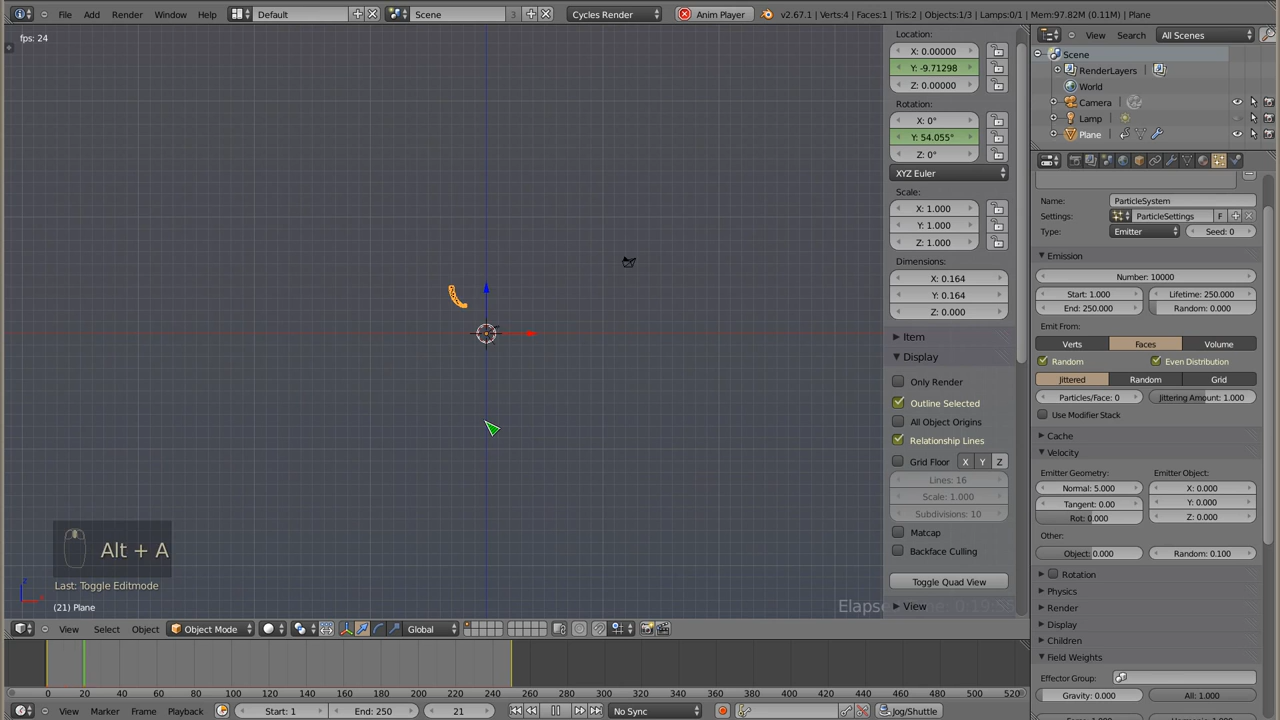 File Add Render Window Help Default Scene 3 Cycles Render Anim Player v2.67.1 | Verts:4 | Faces:1 | Tris:2 | Objects:1/3 | Lamps:0/1 | Mem:97.82M (0.11M) | Plane
fps: 24
Location:
X: 0.00000
Y: -9.71298
Z: 0.00000
Rotation:
X: 0°
Y: 54.055°
Z: 0°
XYZ Euler
Scale:
X: 1.000
Y: 1.000
Z: 1.000
Dimensions:
X: 0.164
Y: 0.164
Z: 0.000
Item
Display
Only Render
Outline Selected
All Object Origins
Relationship Lines
Grid Floor X Y Z
Lines: 16
Scale: 1.000
Subdivisions: 10
Matcap
Backface Culling
Toggle Quad View
View
View Search All Scenes
Scene
RenderLayers
World
Camera
Lamp
Plane
Name: ParticleSystem
Settings: ParticleSettings F
Type: Emitter Seed: 0
Emission
Number: 10000
Start: 1.000 Lifetime: 250.000
End: 250.000 Random: 0.000
Emit From:
Verts Faces Volume
Random Even Distribution
Jittered Random Grid
Particles/Face: 0 Jittering Amount: 1.000
Use Modifier Stack
Cache
Velocity
Emitter Geometry: Emitter Object:
Normal: 5.000 X: 0.000
Tangent: 0.00 Y: 0.000
Rot: 0.000 Z: 0.000
Other:
Object: 0.000 Random: 0.100
Rotation
Physics
Render
Display
Children
Field Weights
Effector Group:
Gravity: 0.000 All: 1.000
Alt + A
Last: Toggle Editmode
(21) Plane
View Select Object Object Mode Global
0 20 40 60 80 100 120 140 160 180 200 220 240 260 280 300 320 340 360 380 400 420 440 460 480 500 520
View Marker Frame Playback Start: 1 End: 250 21 No Sync Jog/Shuttle